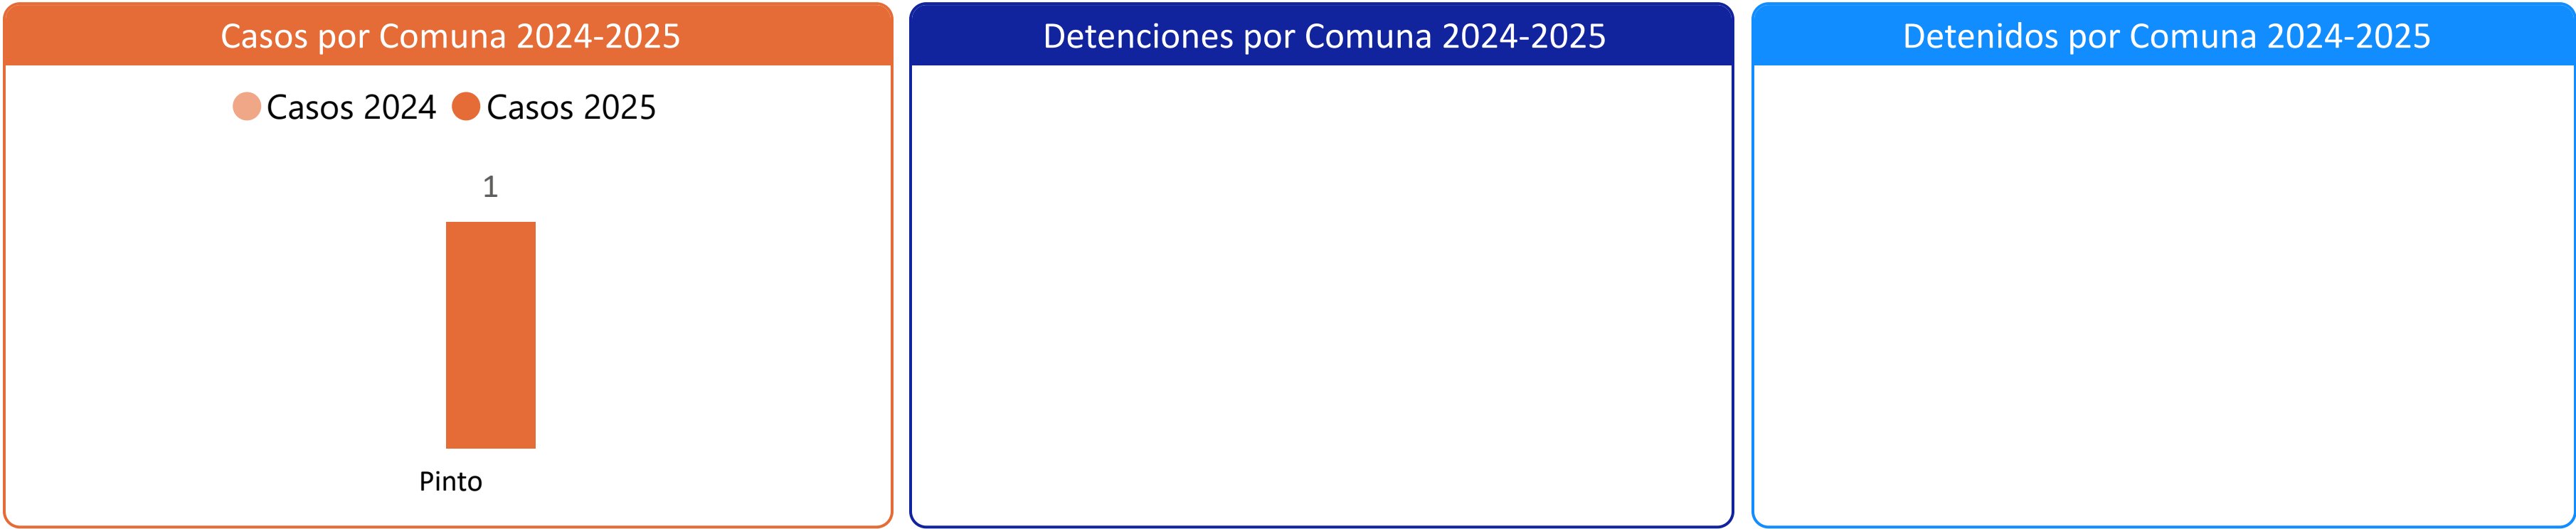 Casos por Comuna 2024-2025
Casos 2024 Casos 2025
1
Pinto
Detenciones por Comuna 2024-2025
Detenidos por Comuna 2024-2025